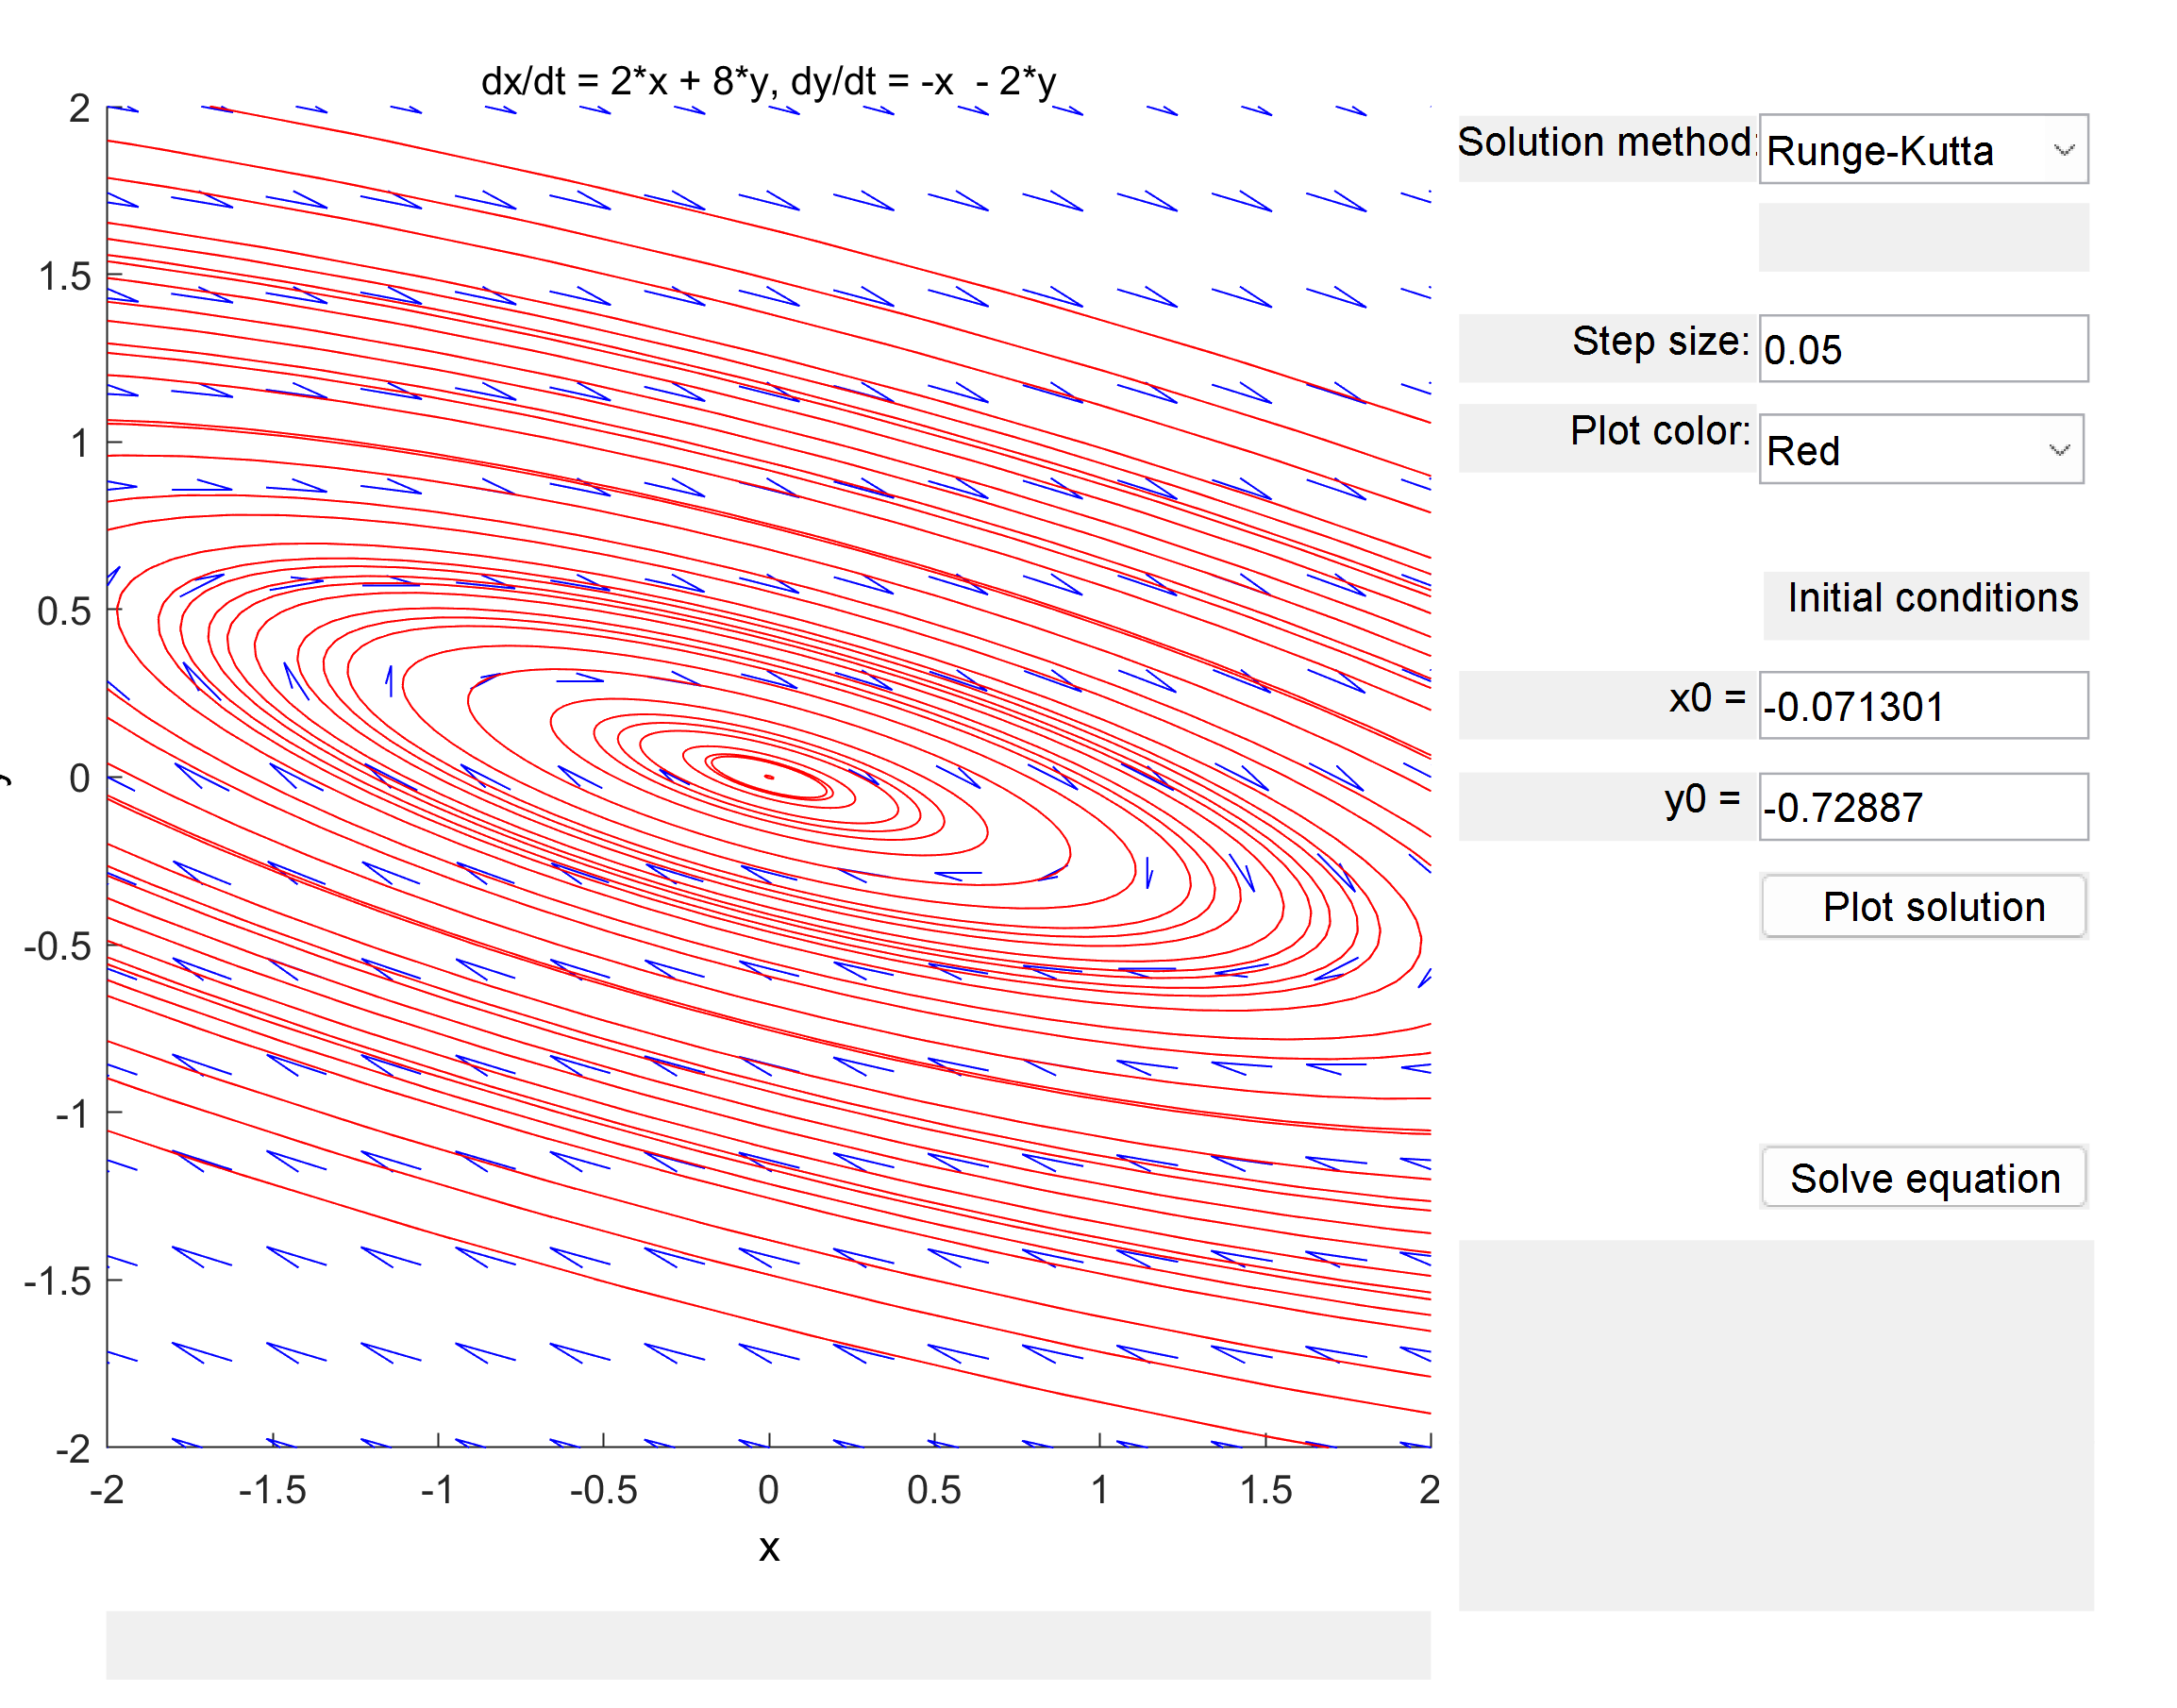 dx/dt = 2*x + 8*y, dy/dt = -x  - 2*y
2
1.5
1
0.5
0
-0.5
-1
-1.5
-2
-2 -1.5 -1 -0.5 0 0.5 1 1.5 2
x
Solution method: Runge-Kutta
Step size: 0.05
Plot color: Red
Initial conditions
x0 = -0.071301
y0 = -0.72887
Plot solution
Solve equation